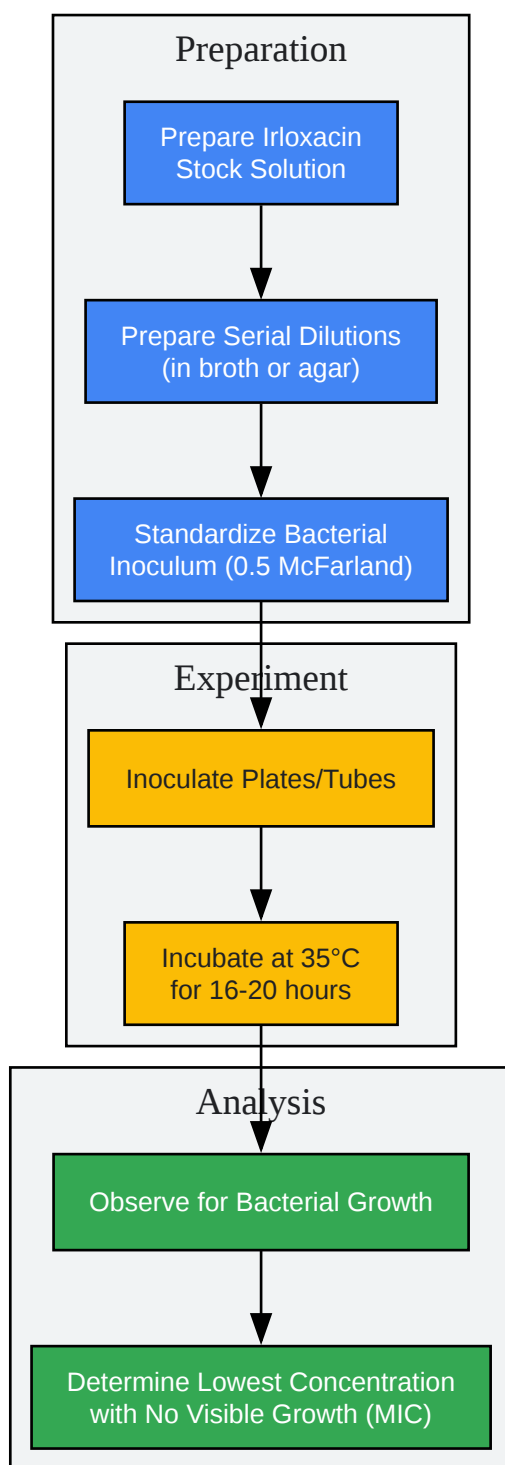 Preparation
Prepare Irloxacin
Stock Solution
Prepare Serial Dilutions
(in broth or agar)
Standardize Bacterial
Inoculum (0.5 McFarland)
Experiment
Inoculate Plates/Tubes
Incubate at 35°C
for 16-20 hours
Analysis
Observe for Bacterial Growth
Determine Lowest Concentration
with No Visible Growth (MIC)